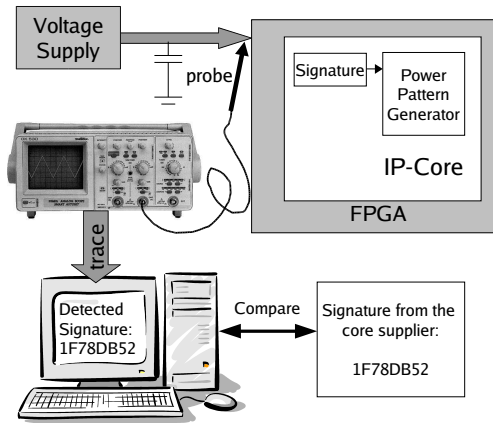 Voltage
Supply
probe
Signature
Power
Pattern
Generator
IP-Core
FPGA
trace
Detected
Signature:
1F78DB52
Compare
Signature from the
core supplier:
1F78DB52